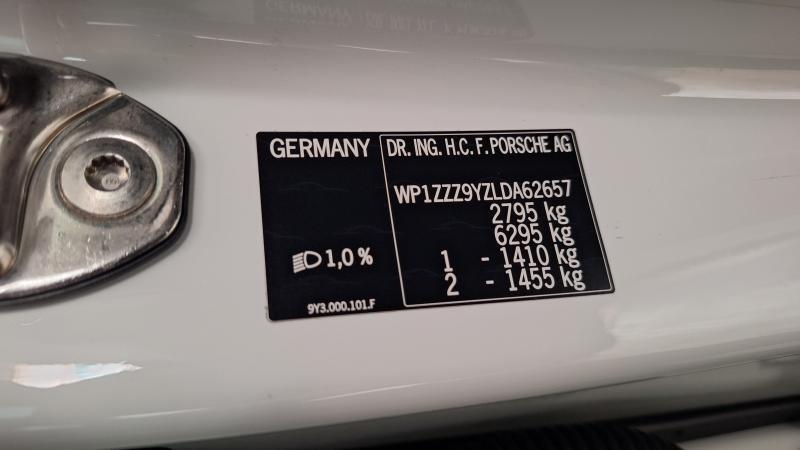 GERMANY
DR. ING. H.C. F. PORSCHE AG
WP1ZZZ9YZLDA62657
2795 kg
6295 kg
1 - 1410 kg
2 - 1455 kg
1,0 %
9Y3.000.101.F